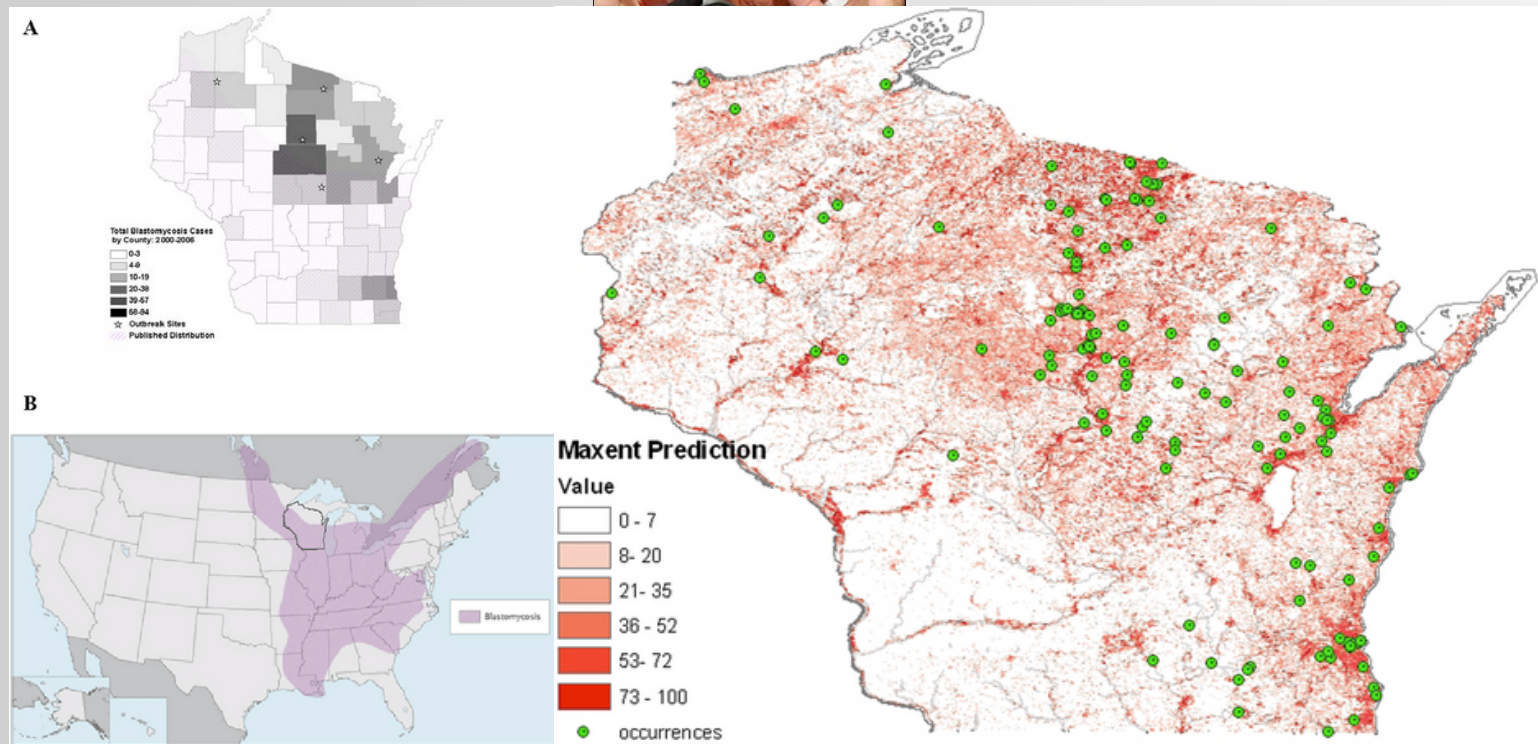 A
Total Blastomycosis Cases
by County: 2000-2006
0-3
4-9
10-19
20-38
39-57
58-94
Outbreak Sites
Published Distribution
B
Blastomycosis
Maxent Prediction
Value
0 - 7
8- 20
21- 35
36 - 52
53- 72
73 - 100
occurrences